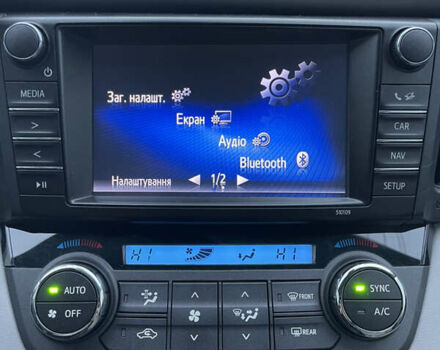 MEDIA
Заг. налашт.
CAR
Екран
Аудіо
NAV
Bluetooth
Налаштування 1/2
SETUP
510109
HI HI
AUTO
OFF
FRONT
REAR
SYNC
A/C